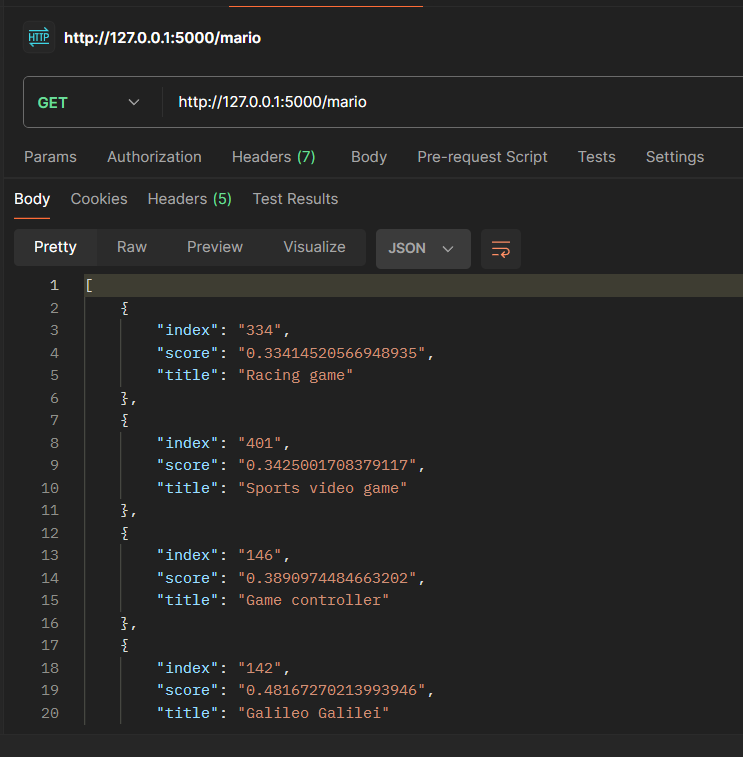 HTTP http://127.0.0.1:5000/mario
GET http://127.0.0.1:5000/mario
Params Authorization Headers (7) Body Pre-request Script Tests Settings
Body Cookies Headers (5) Test Results
Pretty Raw Preview Visualize JSON
1 [
2 {
3 "index": "334",
4 "score": "0.33414520566948935",
5 "title": "Racing game"
6 },
7 {
8 "index": "401",
9 "score": "0.3425001708379117",
10 "title": "Sports video game"
11 },
12 {
13 "index": "146",
14 "score": "0.3890974484663202",
15 "title": "Game controller"
16 },
17 {
18 "index": "142",
19 "score": "0.48167270213993946",
20 "title": "Galileo Galilei"